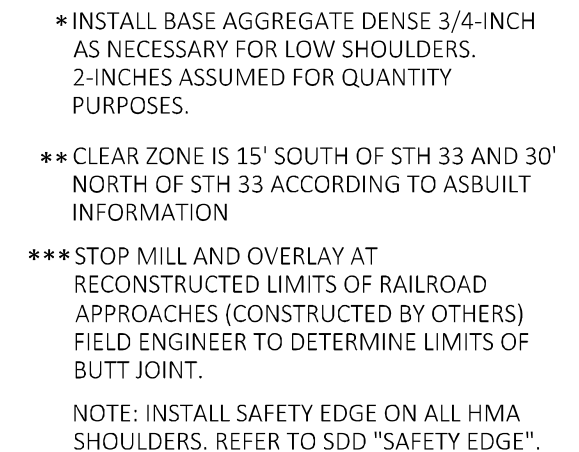 * INSTALL BASE AGGREGATE DENSE 3/4-INCH
AS NECESSARY FOR LOW SHOULDERS.
2-INCHES ASSUMED FOR QUANTITY
PURPOSES.
** CLEAR ZONE IS 15' SOUTH OF STH 33 AND 30'
NORTH OF STH 33 ACCORDING TO ASBUILT
INFORMATION
*** STOP MILL AND OVERLAY AT
RECONSTRUCTED LIMITS OF RAILROAD
APPROACHES (CONSTRUCTED BY OTHERS)
FIELD ENGINEER TO DETERMINE LIMITS OF
BUTT JOINT.
NOTE: INSTALL SAFETY EDGE ON ALL HMA
SHOULDERS. REFER TO SDD "SAFETY EDGE".